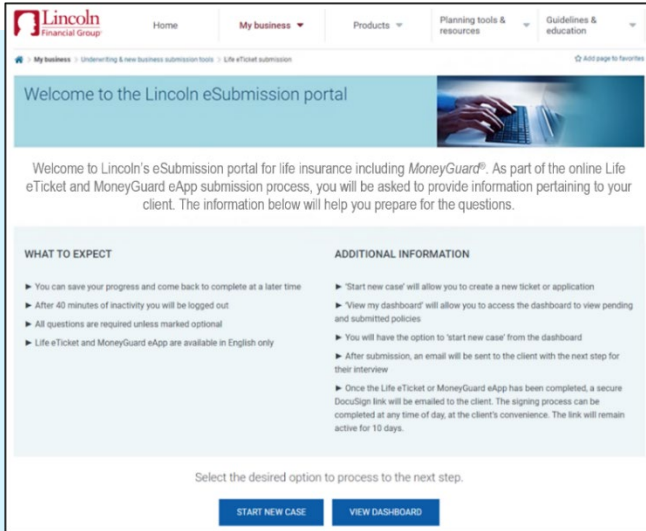 Lincoln
Financial Group®
Home
My business
Products
Planning tools &
resources
Guidelines &
education
My business > Underwriting & new business submission tools > Life eTicket submission
Add page to favorites
Welcome to the Lincoln eSubmission portal
Welcome to Lincoln's eSubmission portal for life insurance including MoneyGuard®. As part of the online Life
eTicket and MoneyGuard eApp submission process, you will be asked to provide information pertaining to your
client. The information below will help you prepare for the questions.
WHAT TO EXPECT
► You can save your progress and come back to complete at a later time
► After 40 minutes of inactivity you will be logged out
► All questions are required unless marked optional
► Life eTicket and MoneyGuard eApp are available in English only
ADDITIONAL INFORMATION
► 'Start new case' will allow you to create a new ticket or application
► 'View my dashboard' will allow you to access the dashboard to view pending
and submitted policies
► You will have the option to 'start new case' from the dashboard
► After submission, an email will be sent to the client with the next step for
their interview
► Once the Life eTicket or MoneyGuard eApp has been completed, a secure
DocuSign link will be emailed to the client. The signing process can be
completed at any time of day, at the client's convenience. The link will remain
active for 10 days.
Select the desired option to process to the next step.
START NEW CASE
VIEW DASHBOARD